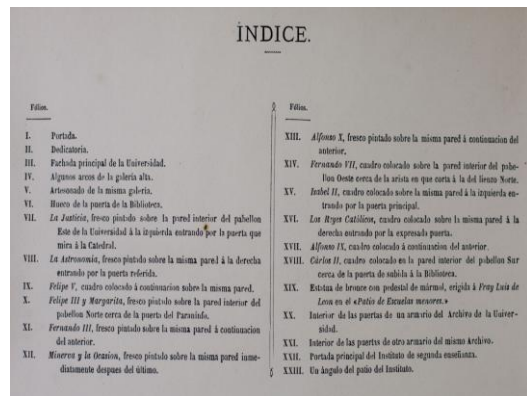 ÍNDICE.
Fólios.
I. Portada.
II. Dedicatoria.
III. Fachada principal de la Universidad.
IV. Algunos arcos de la galería alta.
V. Artesonado de la misma galería.
VI. Hueco de la puerta de la Biblioteca.
VII. La Justicia, fresco pintado sobre la pared interior del pabellon
Este de la Universidad á la izquierda entrando por la puerta que
mira á la Catedral.
VIII. La Astronomía, fresco pintado sobre la misma pared á la derecha
entrando por la puerta referida.
IX. Felipe V, cuadro colocado á continuacion sobre la misma pared.
X. Felipe III y Margarita, fresco pintado sobre la pared interior del
pabellon Norte cerca de la puerta del Paraninfo.
XI. Fernando III, fresco pintado sobre la misma pared á continuacion
del anterior.
XII. Minerva y la Ocasion, fresco pintado sobre la misma pared inme-
diatamente despues del último.
Fólios.
XIII. Alfonso X, fresco pintado sobre la misma pared á continuacion del
anterior.
XIV. Fernando VII, cuadro colocado sobre la pared interior del pabe-
llon Oeste cerca de la arista en que corta á la del lienzo Norte.
XV. Isabel II, cuadro colocado sobre la misma pared á la izquierda en-
trando por la puerta principal.
XVI. Los Reyes Católicos, cuadro colocado sobre la misma pared á la
derecha entrando por la expresada puerta.
XVII. Alfonso IX, cuadro colocado á continuacion del anterior.
XVIII. Cárlos II, cuadro colocado en la pared interior del pabellon Sur
cerca de la puerta de subida á la Biblioteca.
XIX. Estátua de bronce con pedestal de mármol, erigida á Fray Luis de
Leon en el «Patio de Escuelas menores.»
XX. Interior de las puertas de un armario del Archivo de la Univer-
sidad.
XXI. Interior de las puertas de otro armario del mismo Archivo.
XXII. Portada principal del Instituto de segunda enseñanza.
XXIII. Un ángulo del patio del Instituto.